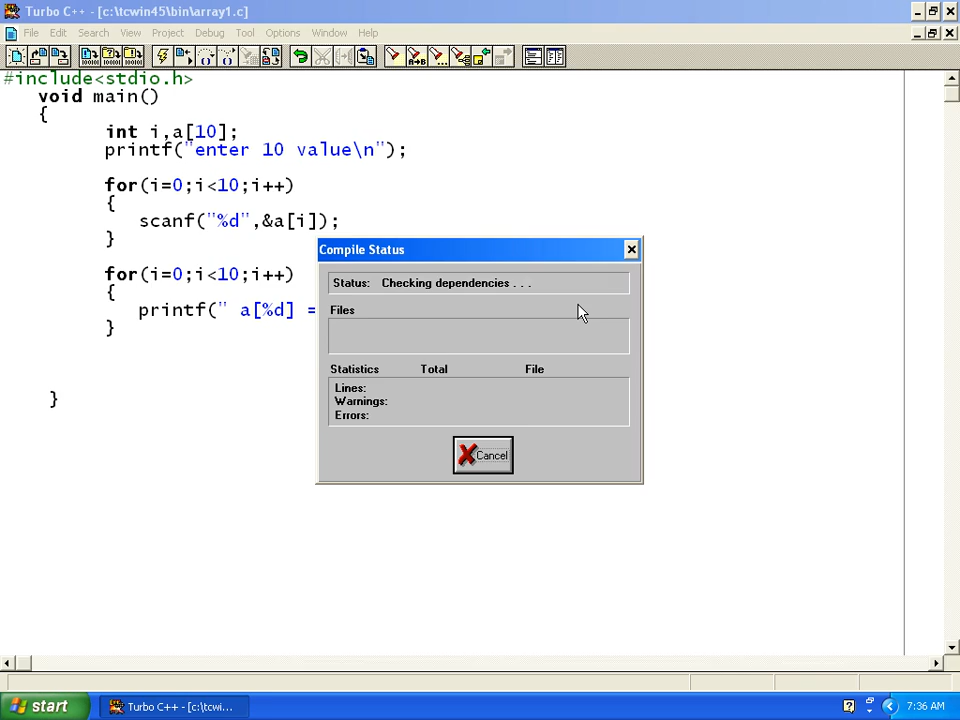 Turbo C++ - [c:\tcwin45\bin\array1.c]
File Edit Search View Project Debug Tool Options Window Help
#include<stdio.h>
void main()
{
int i,a[10];
printf("enter 10 value\n");
for(i=0;i<10;i++)
{
scanf("%d",&a[i]);
}
for(i=0;i<10;i++)
{
printf(" a[%d] =
}
}
Compile Status
Status: Checking dependencies . . .
Files
Statistics Total File
Lines:
Warnings:
Errors:
Cancel
start Turbo C++ - [c:\tcwi... 7:36 AM